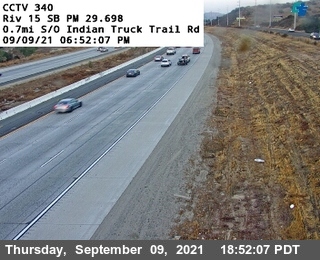 CCTV 340
Riv 15 SB PM 29.698
0.7mi S/O Indian Truck Trail Rd
09/09/21 06:52:07 PM
Thursday, September 09, 2021 18:52:07 PDT